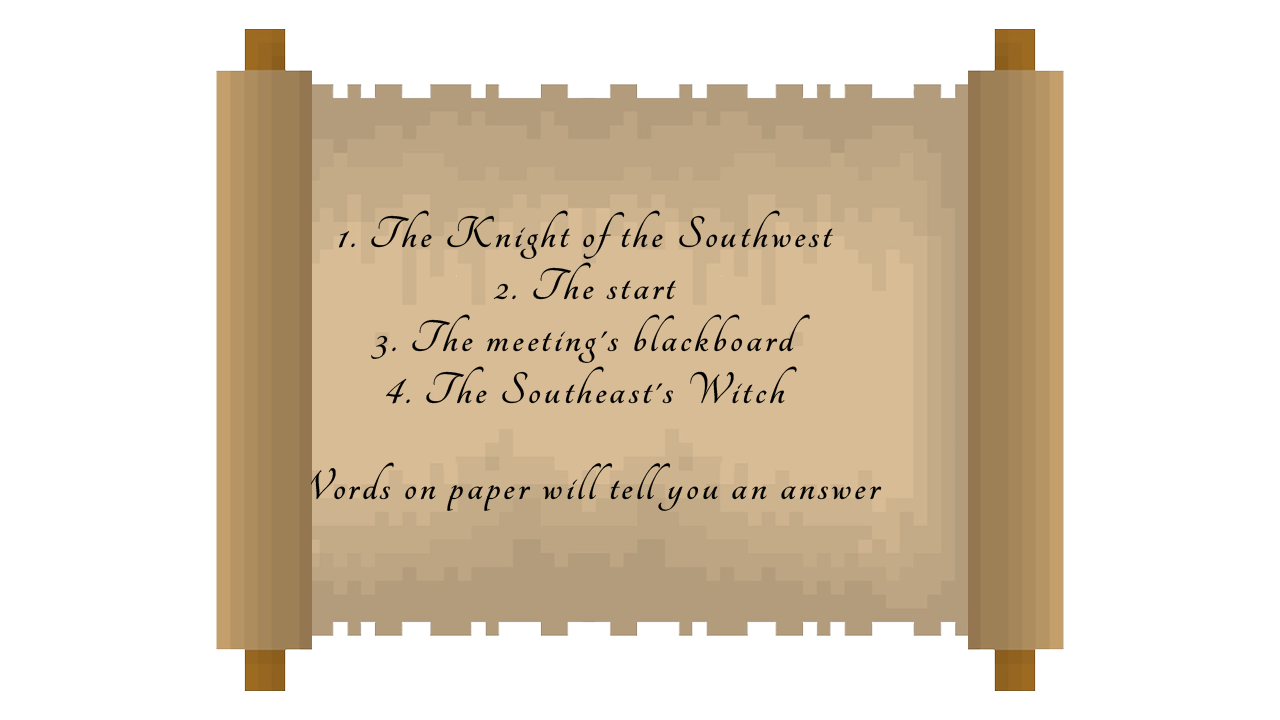 1. The Knight of the Southwest
2. The start
3. The meeting's blackboard
4. The Southeast's Witch
Words on paper will tell you an answer